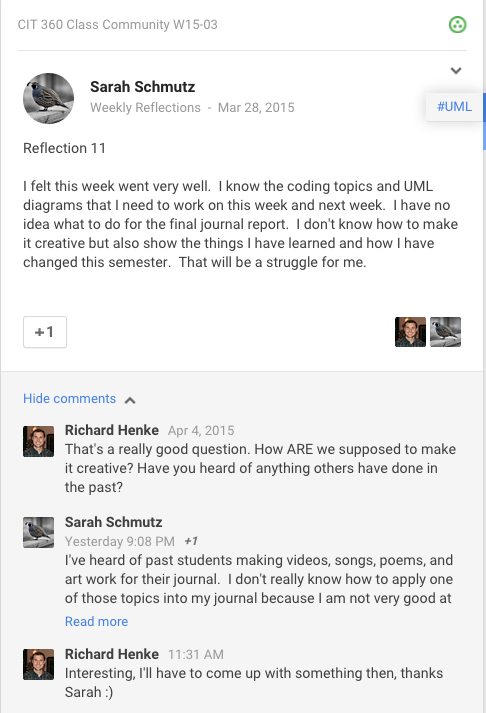 CIT 360 Class Community W15-03
Sarah Schmutz
Weekly Reflections - Mar 28, 2015
#UML
Reflection 11
I felt this week went very well.  I know the coding topics and UML
diagrams that I need to work on this week and next week.  I have no
idea what to do for the final journal report.  I don't know how to make
it creative but also show the things I have learned and how I have
changed this semester.  That will be a struggle for me.
+1
Hide comments
Richard Henke Apr 4, 2015
That's a really good question. How ARE we supposed to make
it creative? Have you heard of anything others have done in
the past?
Sarah Schmutz
Yesterday 9:08 PM +1
I've heard of past students making videos, songs, poems, and
art work for their journal.  I don't really know how to apply one
of those topics into my journal because I am not very good at
Read more
Richard Henke 11:31 AM
Interesting, I'll have to come up with something then, thanks
Sarah :)